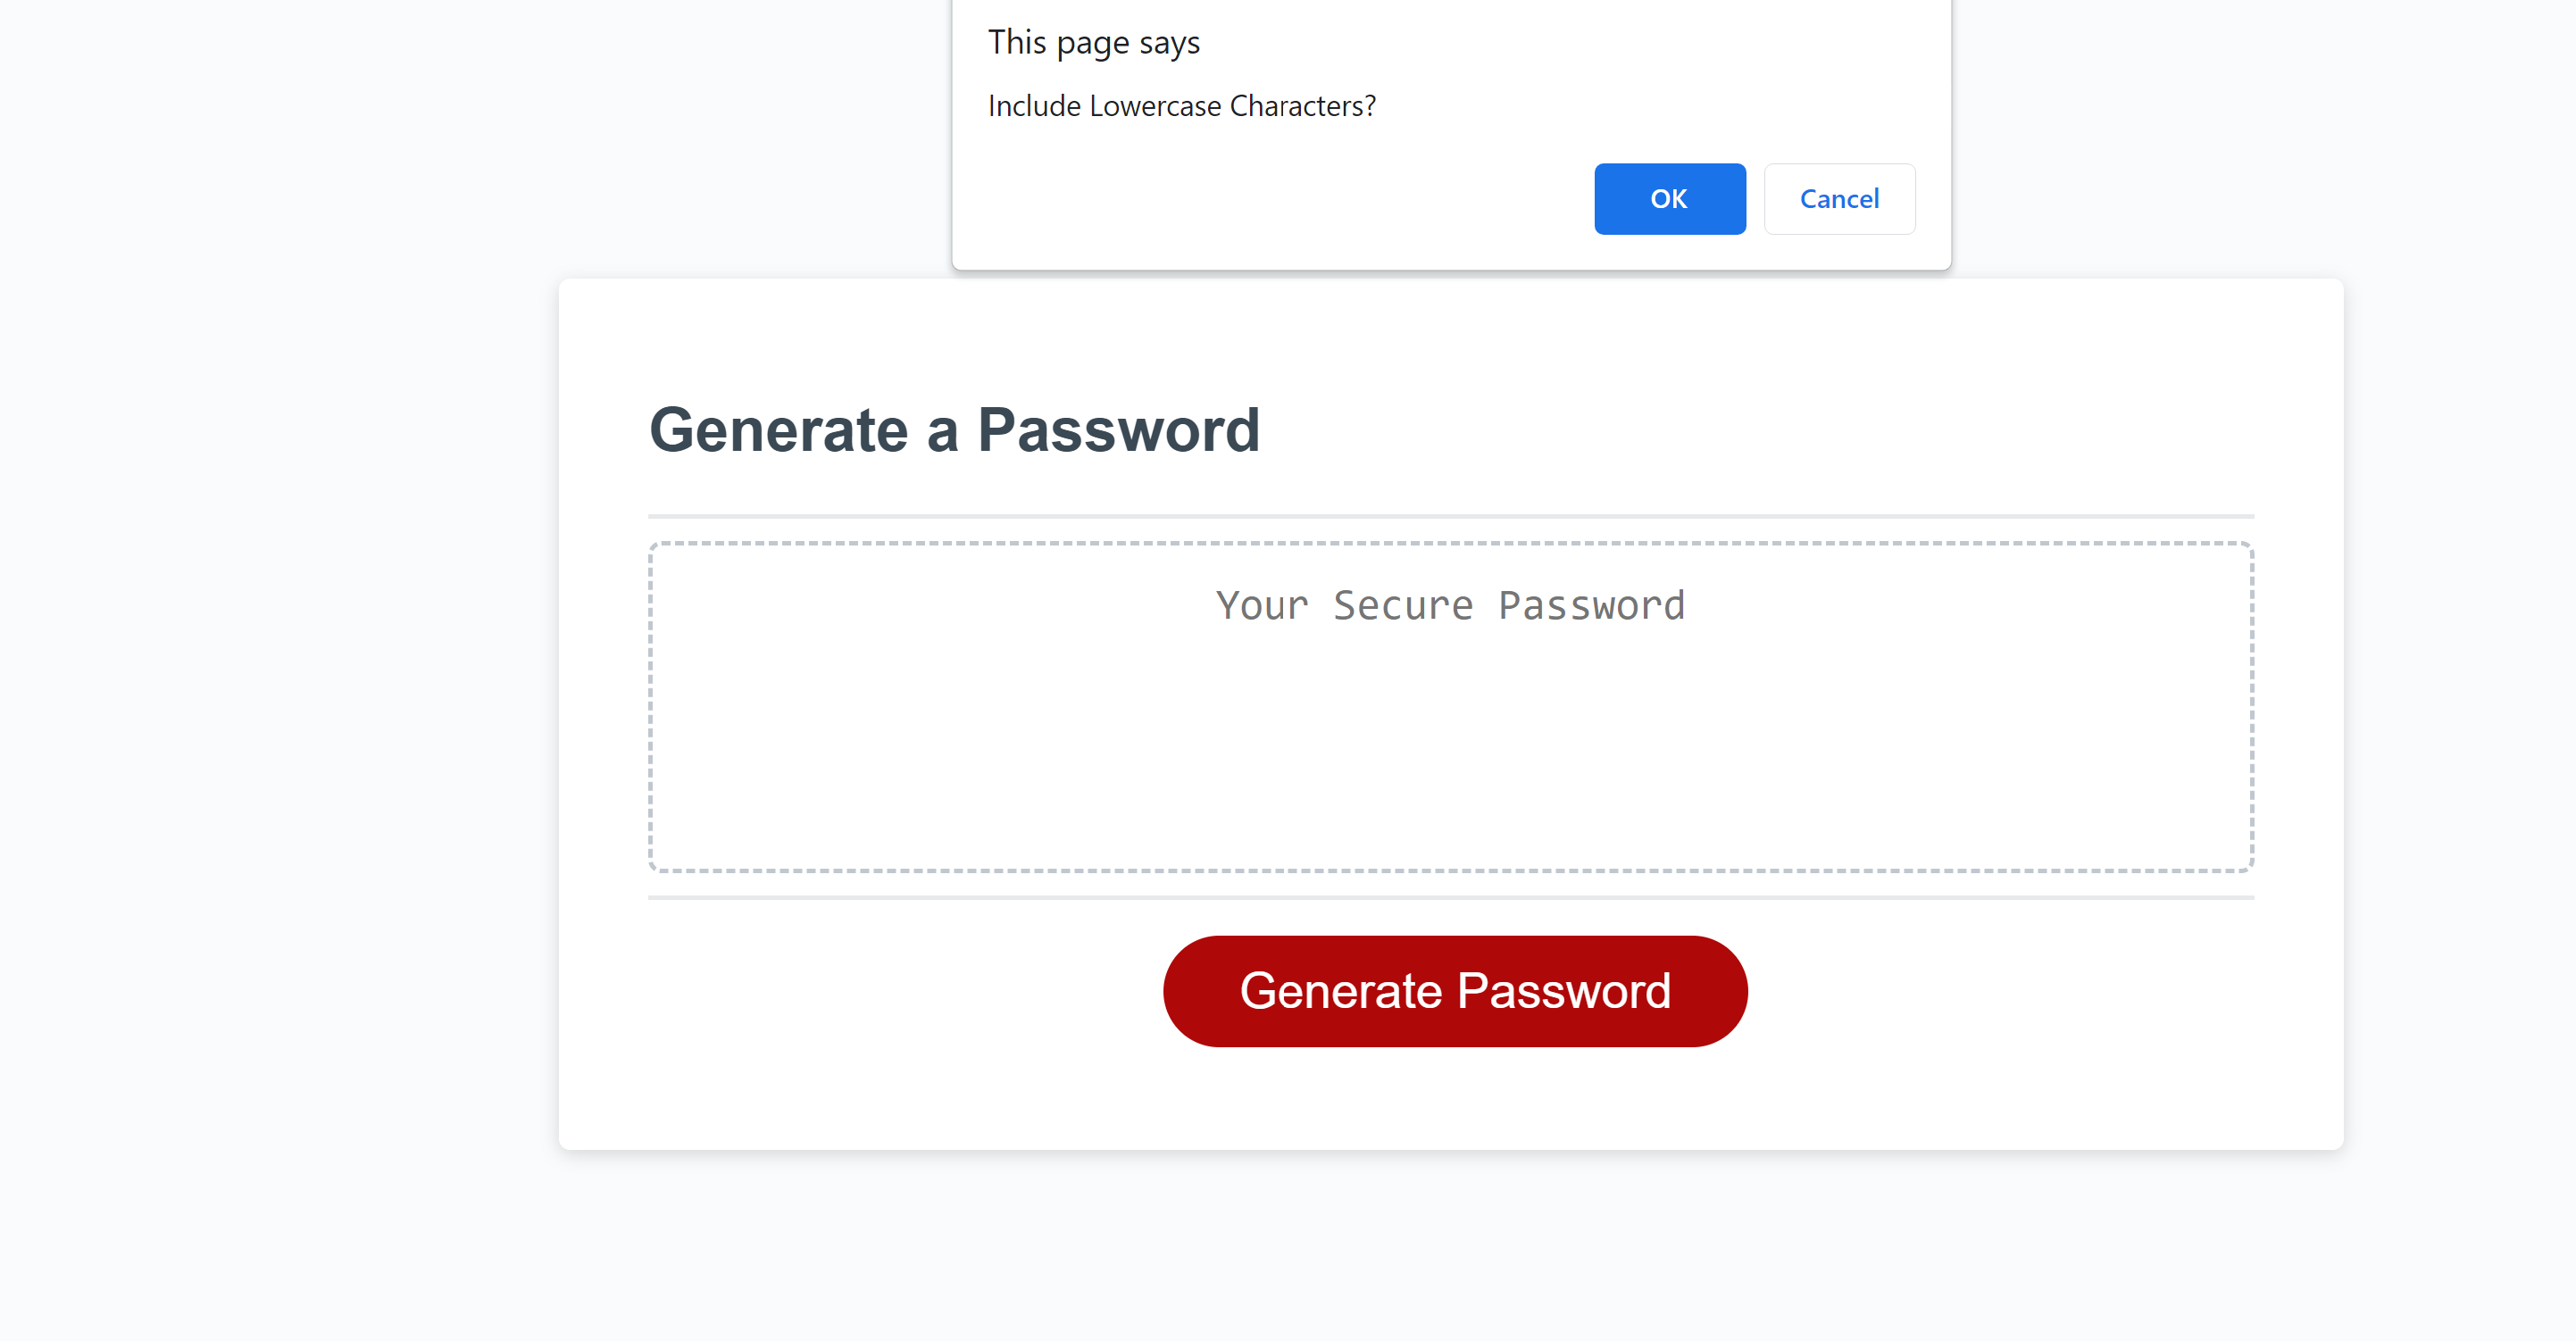 This page says
Include Lowercase Characters?
OK Cancel
Generate a Password
Your Secure Password
Generate Password